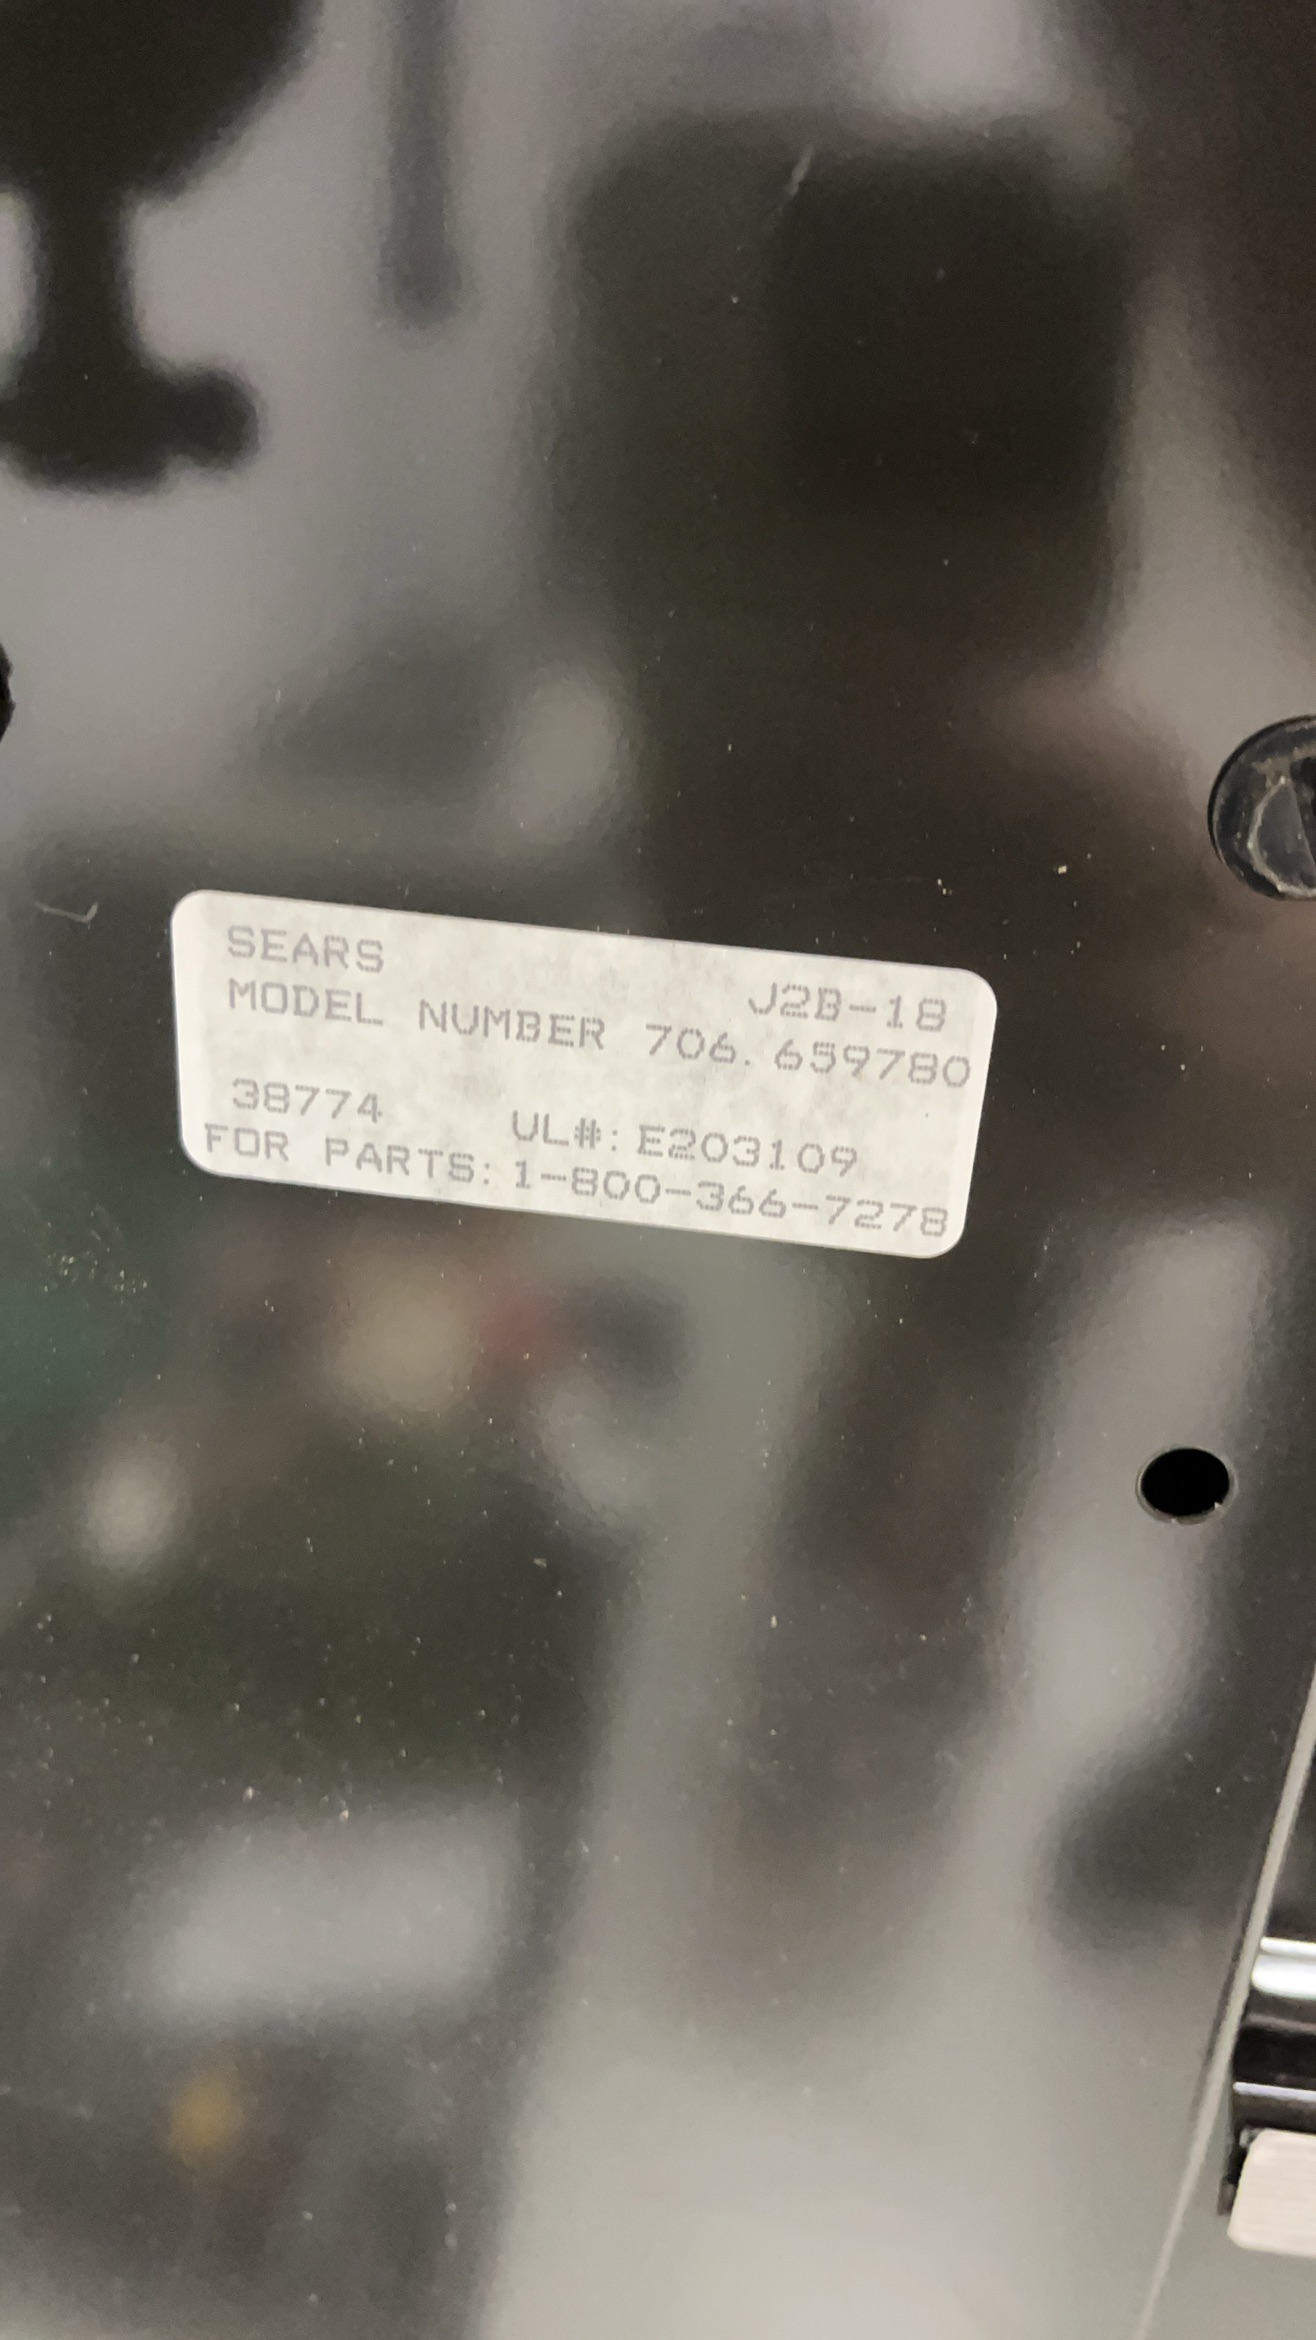 SEARS
J2B-18
MODEL NUMBER 706.659780
38774 UL#: E203109
FOR PARTS: 1-800-366-7278